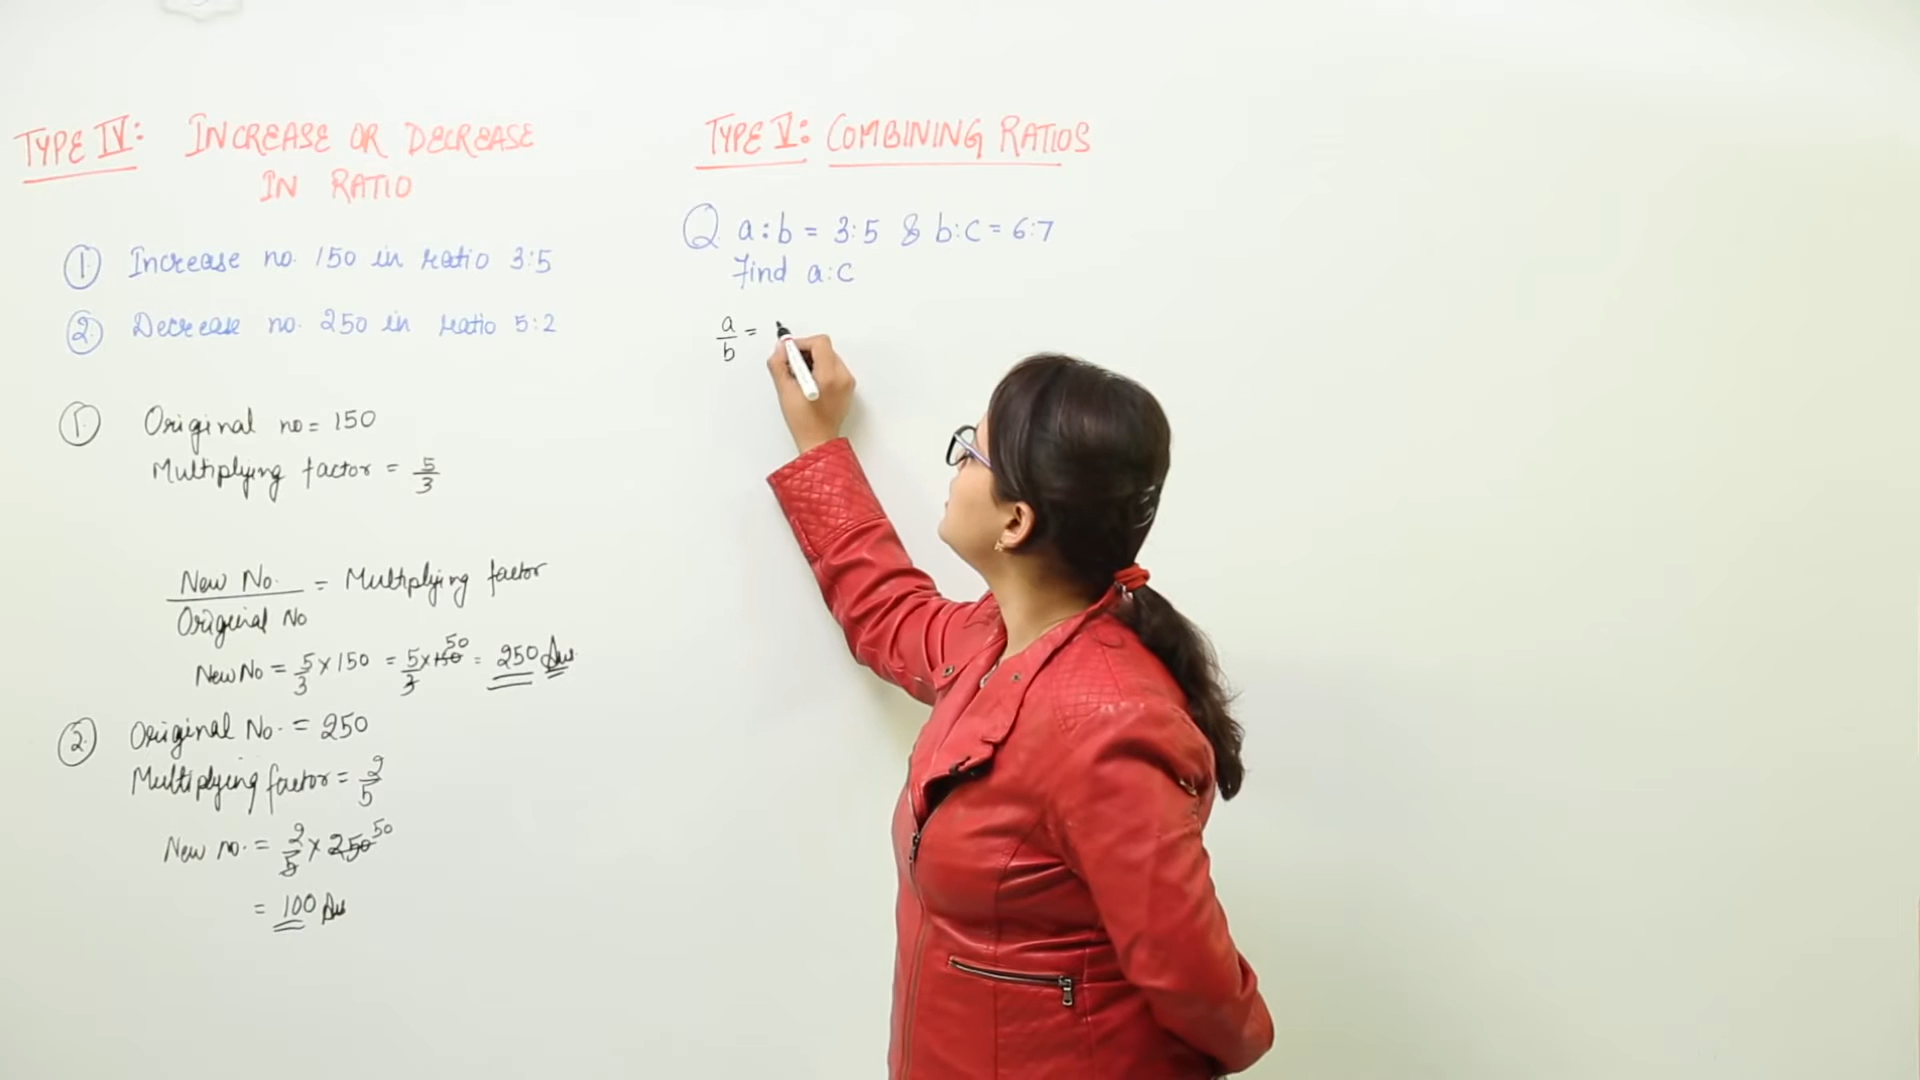 TYPE IV: INCREASE OR DECREASE
IN RATIO
1. Increase no. 150 in ratio 3:5
2. Decrease no. 250 in ratio 5:2
1. Original no = 150
Multiplying factor = 5/3
New No. / Original No = Multiplying factor
New No = 5/3 × 150 = 5/3 × 150 50 = 250 Ans
2. Original No. = 250
Multiplying factor = 2/5
New no. = 2/5 × 250 50
= 100 Ans
TYPE V: COMBINING RATIOS
Q a:b = 3:5 & b:c = 6:7
Find a:c
a/b =